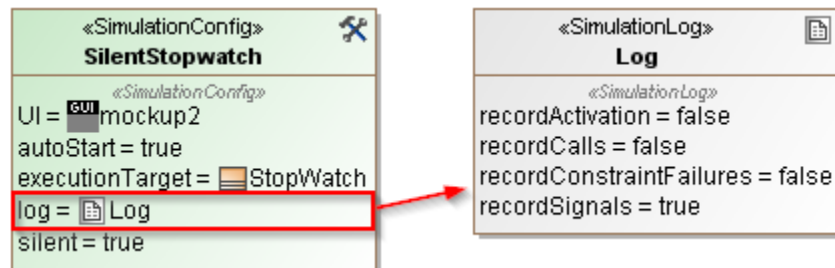 «SimulationConfig»
SilentStopwatch
«SimulationConfig»
UI = GUI mockup2
autoStart = true
executionTarget = StopWatch
log = Log
silent = true
«SimulationLog»
Log
«SimulationLog»
recordActivation = false
recordCalls = false
recordConstraintFailures = false
recordSignals = true